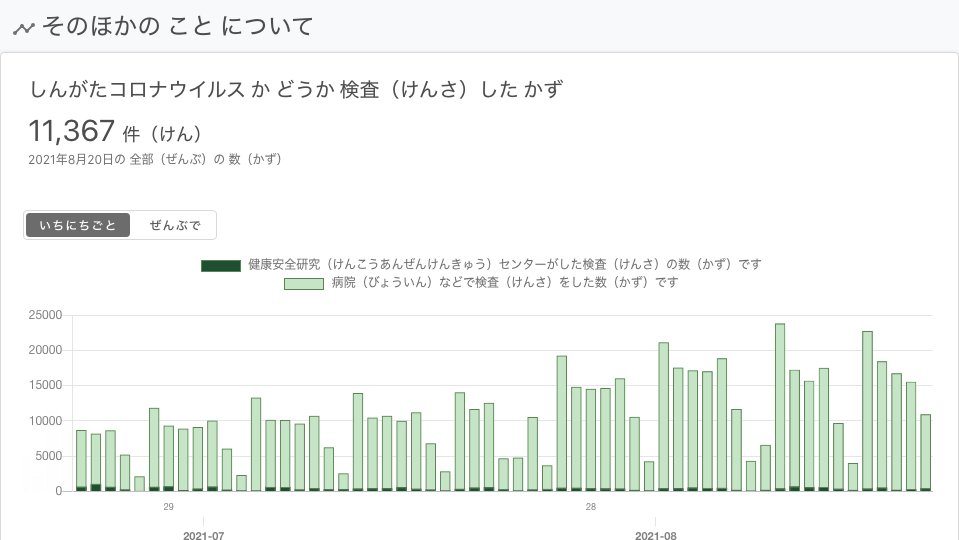 そのほかの こと について
しんがたコロナウイルス か どうか 検査（けんさ）した かず
11,367 件（けん）
2021年8月20日の 全部（ぜんぶ）の 数（かず）
いちにちごと ぜんぶで
健康安全研究（けんこうあんぜんけんきゅう）センターがした検査（けんさ）の数（かず）です
病院（びょういん）などで検査（けんさ）をした数（かず）です
25000
20000
15000
10000
5000
0
29 28
2021-07 2021-08